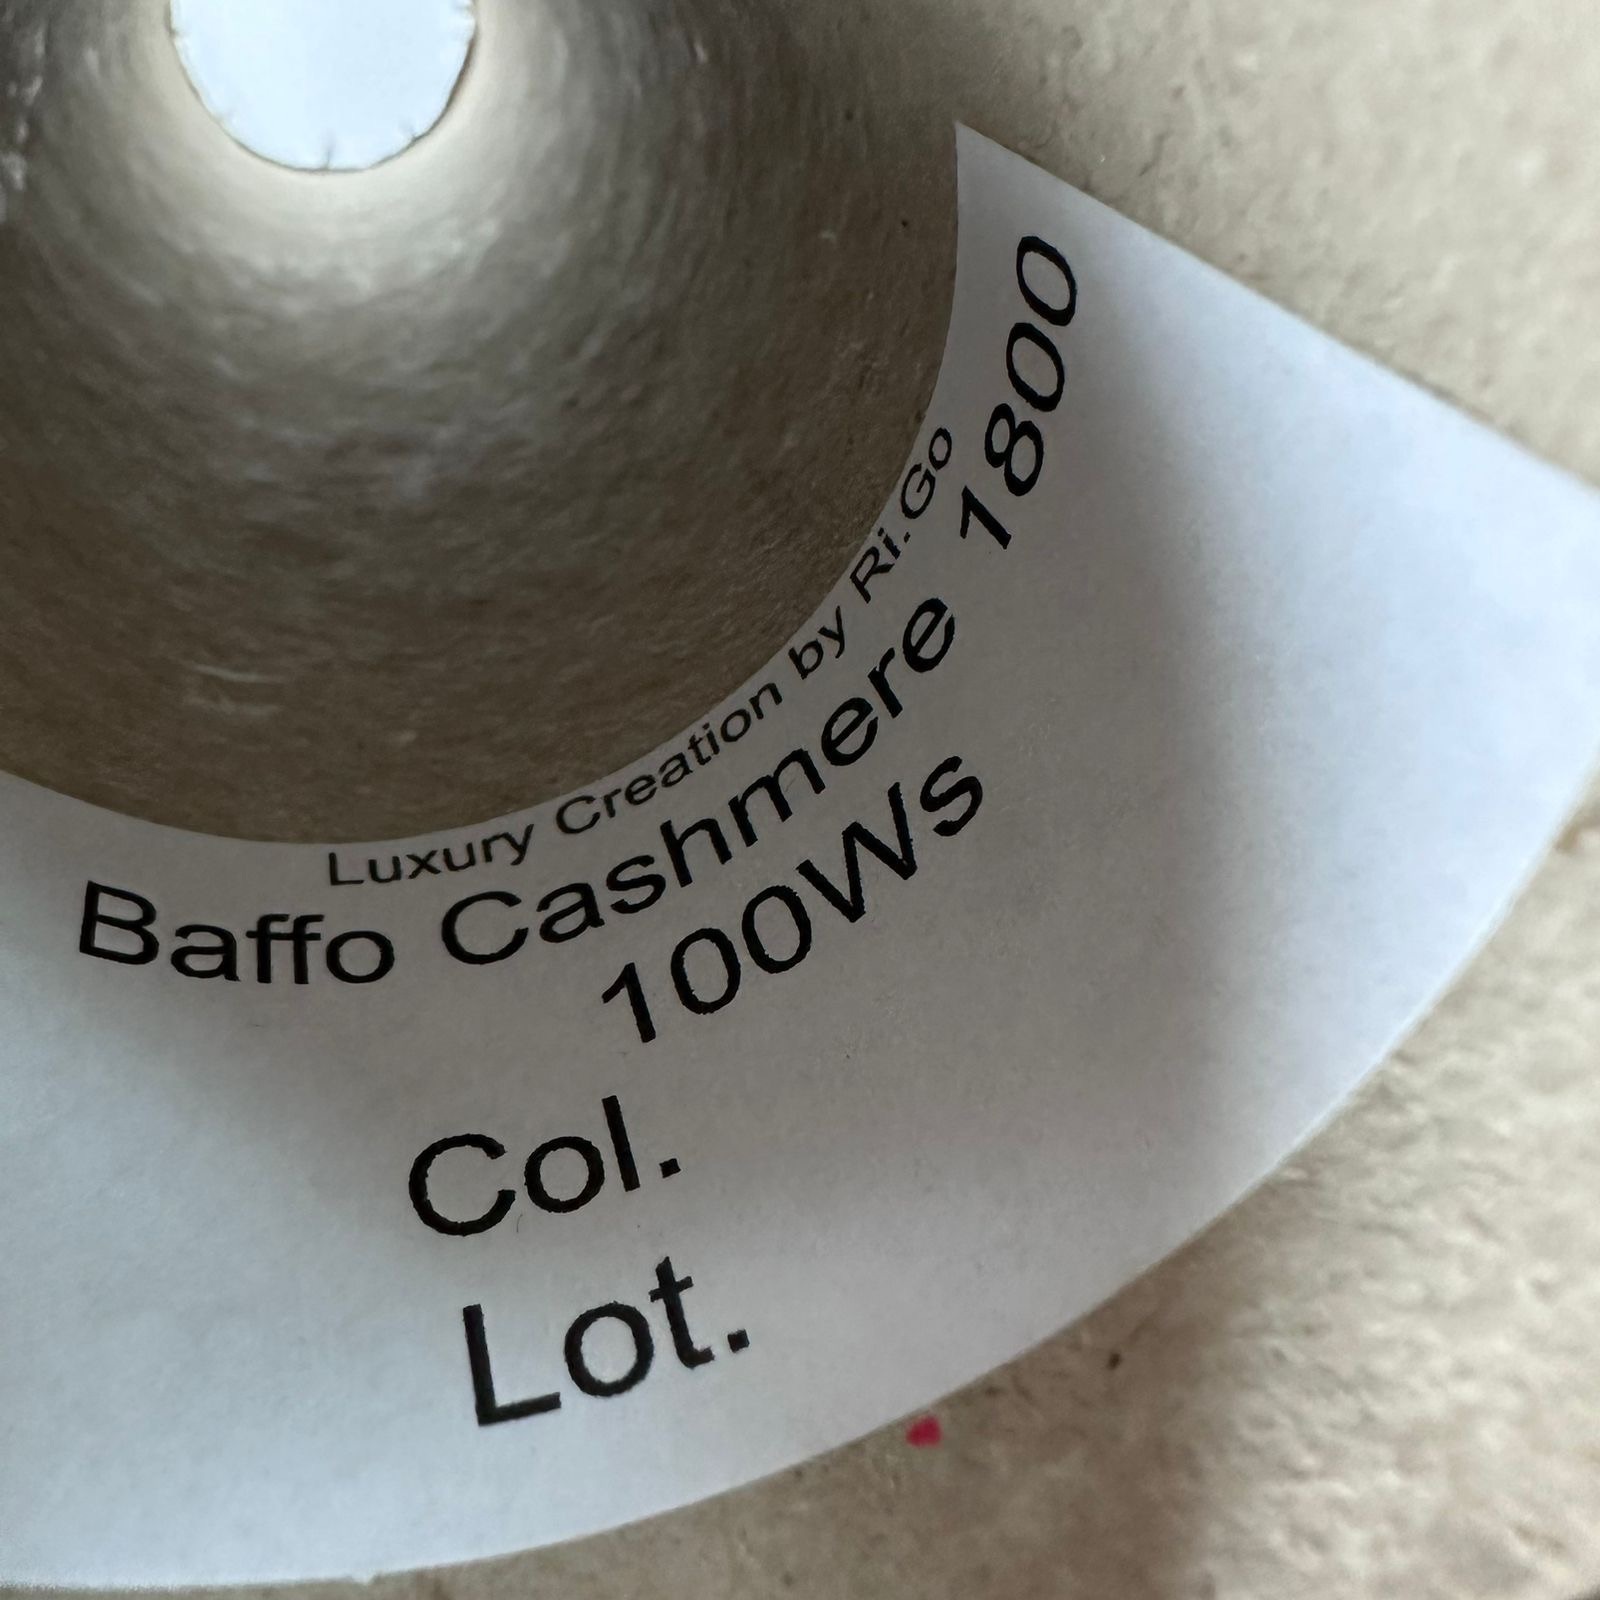 Luxury Creation by Ri.Go
Baffo Cashmere 1800
100Ws
Col.
Lot.